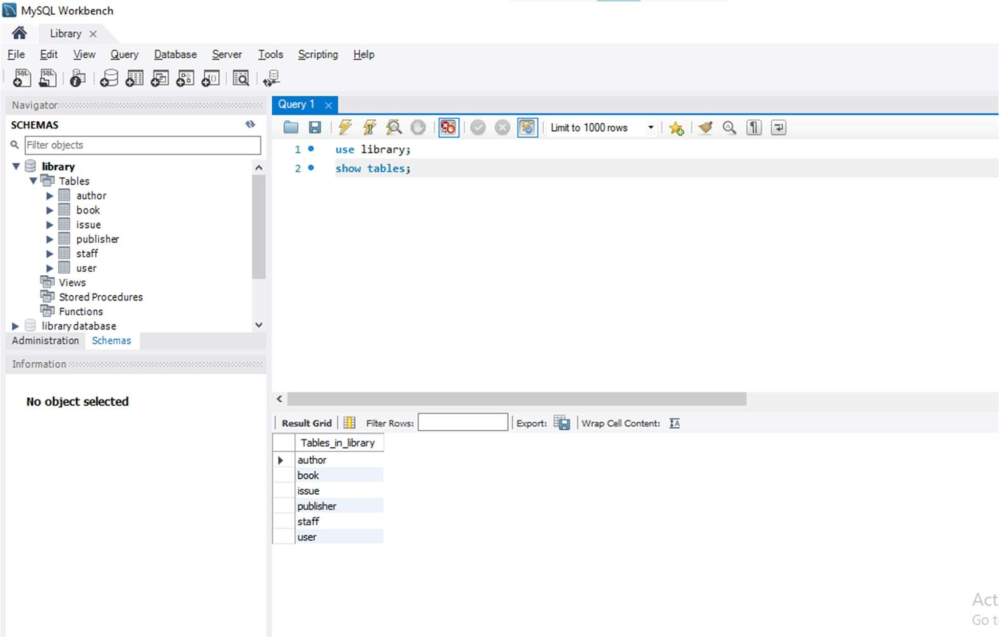 MySQL Workbench
Library
File Edit View Query Database Server Tools Scripting Help
Navigator
SCHEMAS
Filter objects
library
Tables
author
book
issue
publisher
staff
user
Views
Stored Procedures
Functions
librarydatabase
Administration Schemas
Information
No object selected
Query 1
Limit to 1000 rows
1 use library;
2 show tables;
Result Grid Filter Rows: Export: Wrap Cell Content:
Tables_in_library
author
book
issue
publisher
staff
user
Act
Go t